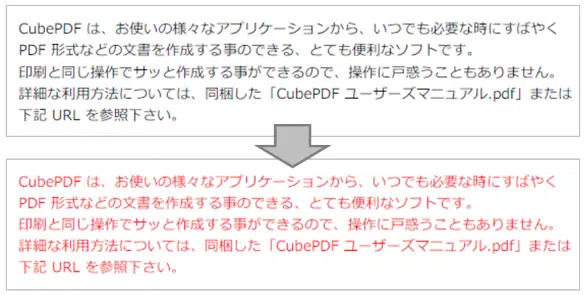 CubePDF は、お使いの様々なアプリケーションから、いつでも必要な時にすばやく
PDF 形式などの文書を作成する事のできる、とても便利なソフトです。
印刷と同じ操作でサッと作成する事ができるので、操作に戸惑うこともありません。
詳細な利用方法については、同梱した「CubePDF ユーザーズマニュアル.pdf」または
下記 URL を参照下さい。
CubePDF は、お使いの様々なアプリケーションから、いつでも必要な時にすばやく
PDF 形式などの文書を作成する事のできる、とても便利なソフトです。
印刷と同じ操作でサッと作成する事ができるので、操作に戸惑うこともありません。
詳細な利用方法については、同梱した「CubePDF ユーザーズマニュアル.pdf」または
下記 URL を参照下さい。